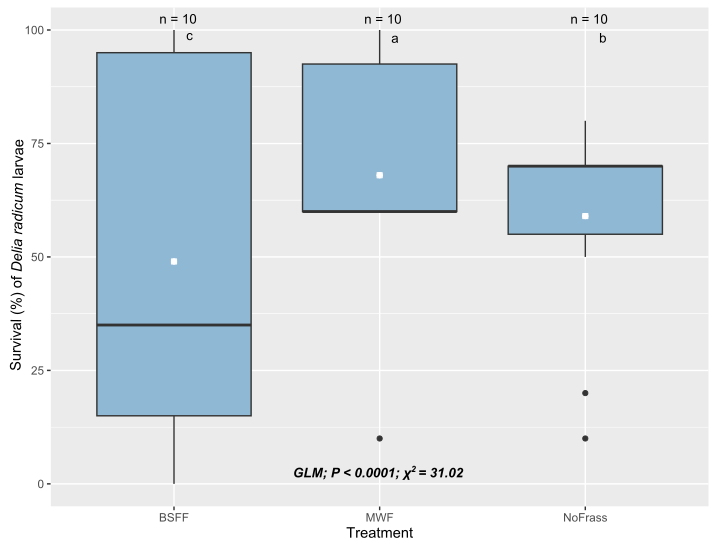 n = 10 n = 10 n = 10
c a b
100
75
50
25
0
Survival (%) of Delia radicum larvae
GLM; P < 0.0001; χ² = 31.02
BSFF MWF NoFrass
Treatment